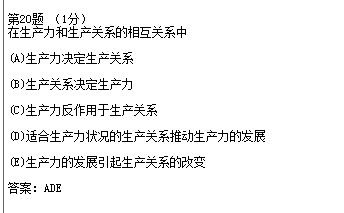 第20题 （1分）
在生产力和生产关系的相互关系中
(A)生产力决定生产关系
(B)生产关系决定生产力
(C)生产力反作用于生产关系
(D)适合生产力状况的生产关系推动生产力的发展
(E)生产力的发展引起生产关系的改变
答案: ADE